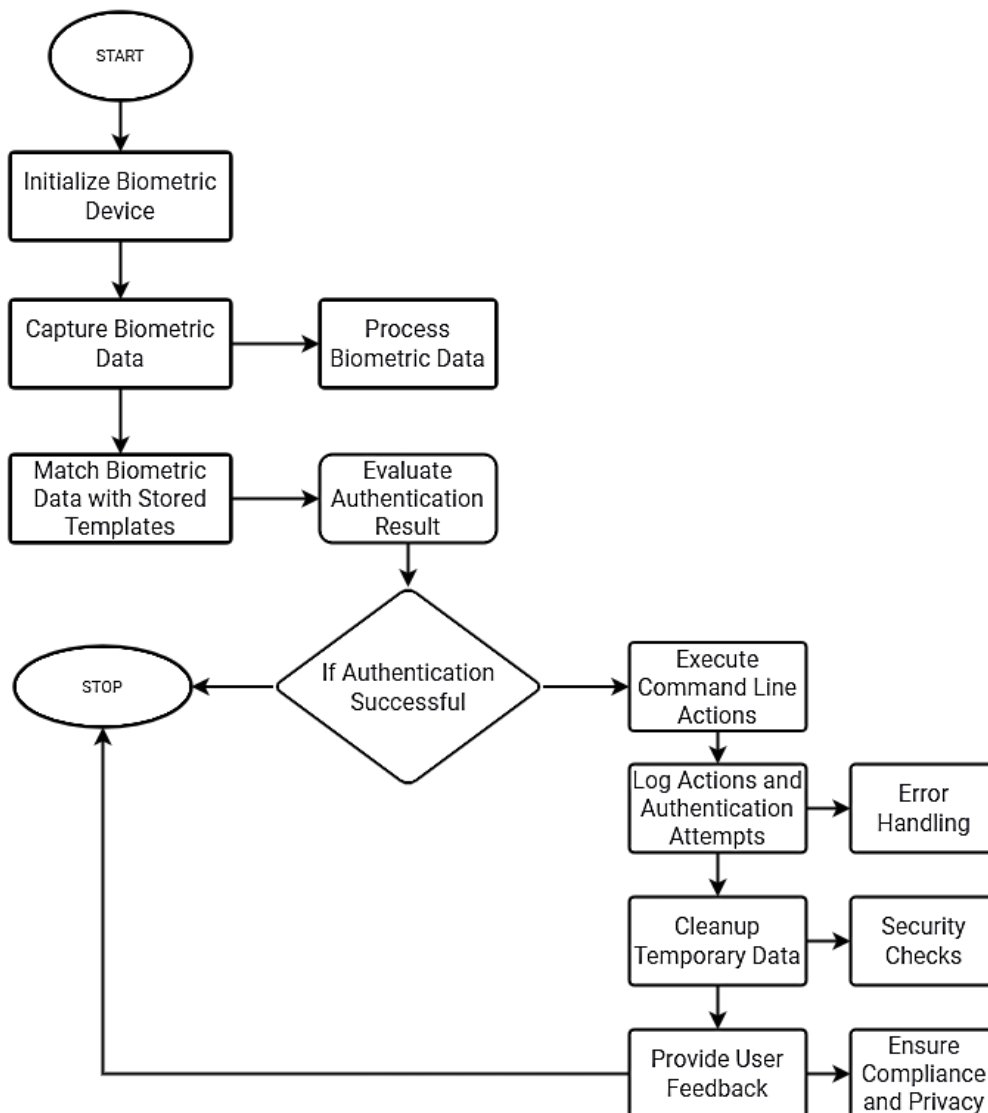 START
Initialize Biometric
Device
Capture Biometric
Data
Process
Biometric Data
Match Biometric
Data with Stored
Templates
Evaluate
Authentication
Result
If Authentication
Successful
STOP
Execute
Command Line
Actions
Log Actions and
Authentication
Attempts
Error
Handling
Cleanup
Temporary Data
Security
Checks
Provide User
Feedback
Ensure
Compliance
and Privacy